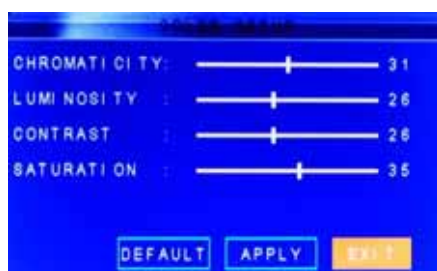 CHROMATICITY: 31
LUMINOSITY : 26
CONTRAST : 26
SATURATION : 35
DEFAULT APPLY EXIT